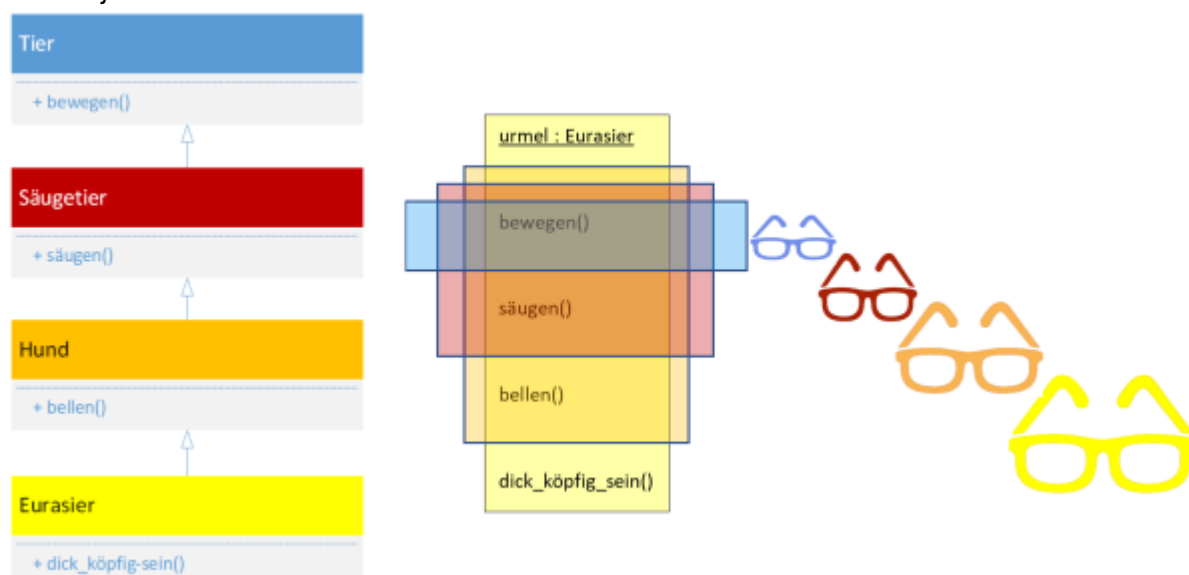 Tier
+ bewegen()
Säugetier
+ säugen()
Hund
+ bellen()
Eurasier
+ dick_köpfig-sein()
urmel : Eurasier
bewegen()
säugen()
bellen()
dick_köpfig_sein()